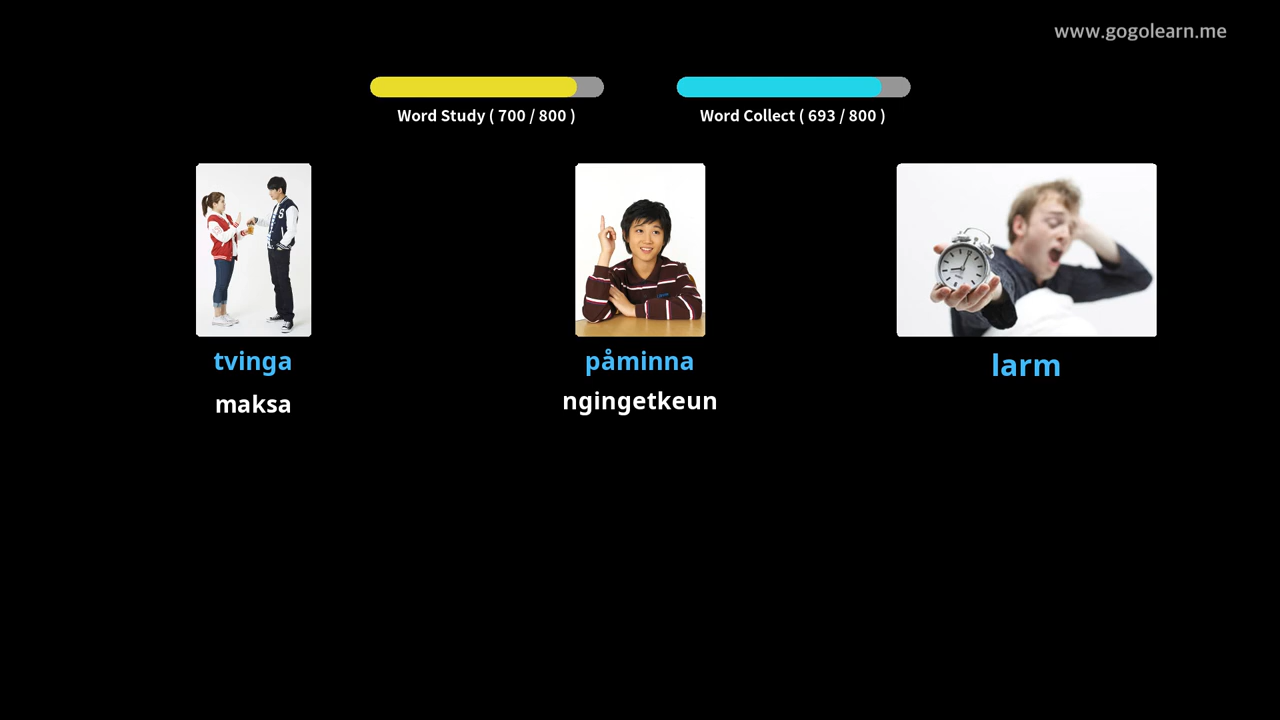 www.gogolearn.me
Word Study ( 700 / 800 )
Word Collect ( 693 / 800 )
tvinga
påminna
larm
maksa
ngingetkeun